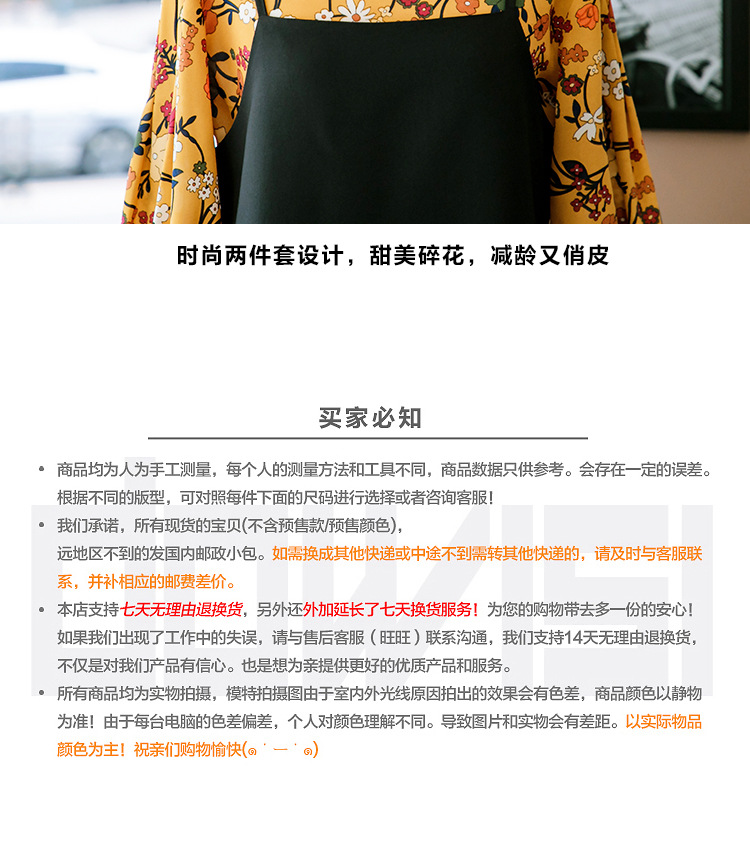 时尚两件套设计，甜美碎花，减龄又俏皮
买家必知
• 商品均为人为手工测量，每个人的测量方法和工具不同，商品数据只供参考。会存在一定的误差。
根据不同的版型，可对照每件下面的尺码进行选择或者咨询客服！
• 我们承诺，所有现货的宝贝(不含预售款/预售颜色)，
远地区不到的发国内邮政小包。如需换成其他快递或中途不到需转其他快递的，请及时与客服联
系，并补相应的邮费差价。
• 本店支持七天无理由退换货，另外还外加延长了七天换货服务！为您的购物带去多一份的安心！
如果我们出现了工作中的失误，请与售后客服（旺旺）联系沟通，我们支持14天无理由退换货，
不仅是对我们产品有信心。也是想为亲提供更好的优质产品和服务。
• 所有商品均为实物拍摄，模特拍摄图由于室内外光线原因拍出的效果会有色差，商品颜色以静物
为准！由于每台电脑的色差偏差，个人对颜色理解不同。导致图片和实物会有差距。以实际物品
颜色为主！祝亲们购物愉快(๑˙一˙๑)